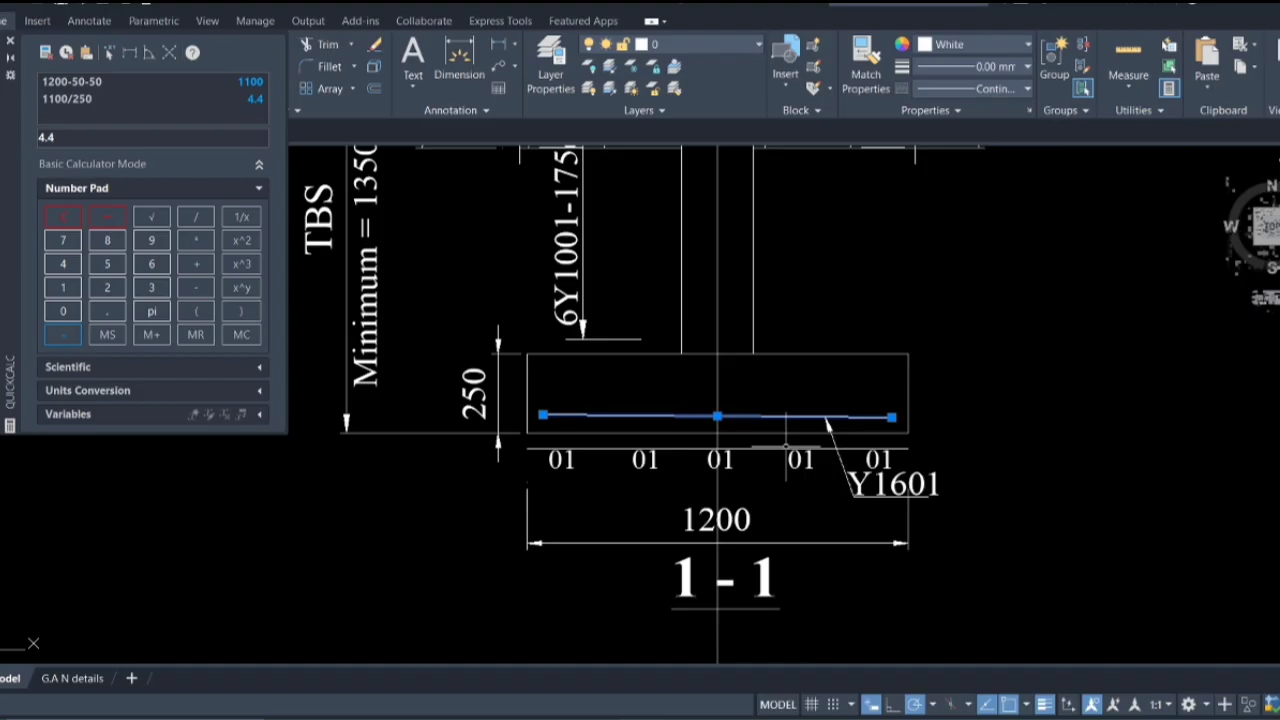 Insert Annotate Parametric View Manage Output Add-ins Collaborate Express Tools Featured Apps
1200-50-50 1100
1100/250 4.4
4.4
Basic Calculator Mode
Number Pad
√ / 1/x
7 8 9 * x^2
4 5 6 + x^3
1 2 3 - x^y
0 . pi ( )
MS M+ MR MC
Scientific
Units Conversion
Variables
QUICKCALC
Trim
Fillet
Array
Text
Dimension
Annotation
Layer
Properties
0
Layers
Insert
Block
Match
Properties
White
0.00 mm
Contin...
Properties
Group
Groups
Measure
Utilities
Paste
Clipboard
TBS
Minimum = 1350
6Y1001-175
250
01 01 01 01 01
Y1601
1200
1 - 1
N
W
S
G.A N details +
MODEL
1:1